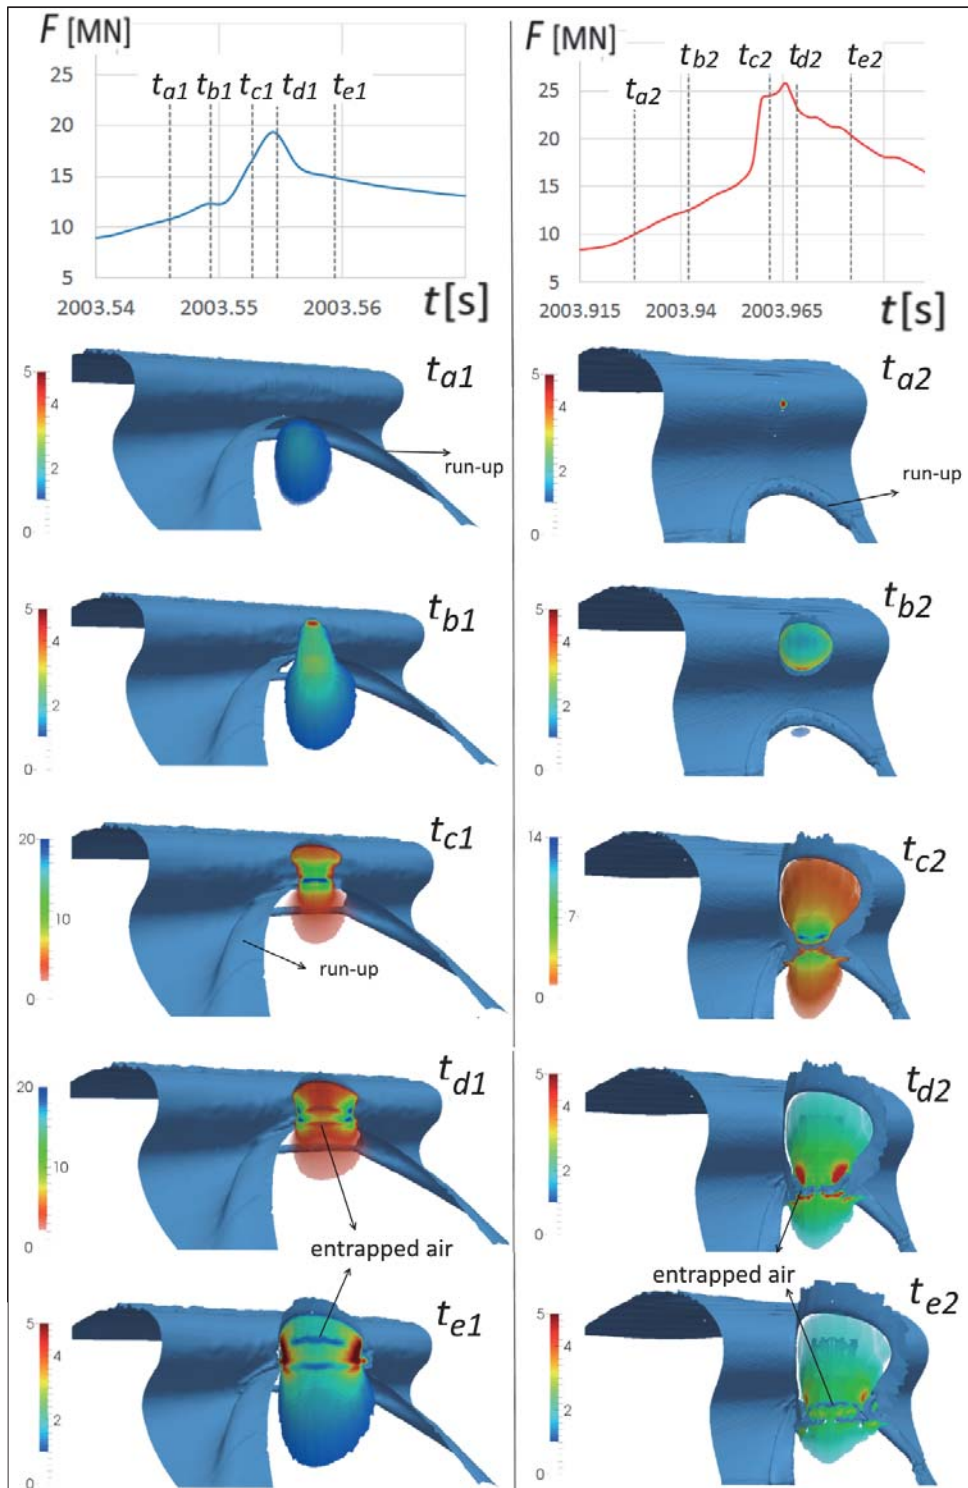 F [MN]
25
20
15
10
5
ta1 tb1 tc1 td1 te1
2003.54 2003.55 2003.56 t[s]
F [MN]
25
20
15
10
5
ta2 tb2 tc2 td2 te2
2003.915 2003.94 2003.965 t[s]
5
4
2
0
ta1
run-up
5
4
2
0
ta2
run-up
5
4
2
0
tb1
5
4
2
0
tb2
20
10
0
tc1
run-up
14
7
0
tc2
20
10
0
td1
entrapped air
5
4
2
0
td2
entrapped air
5
4
2
0
te1
5
4
2
0
te2